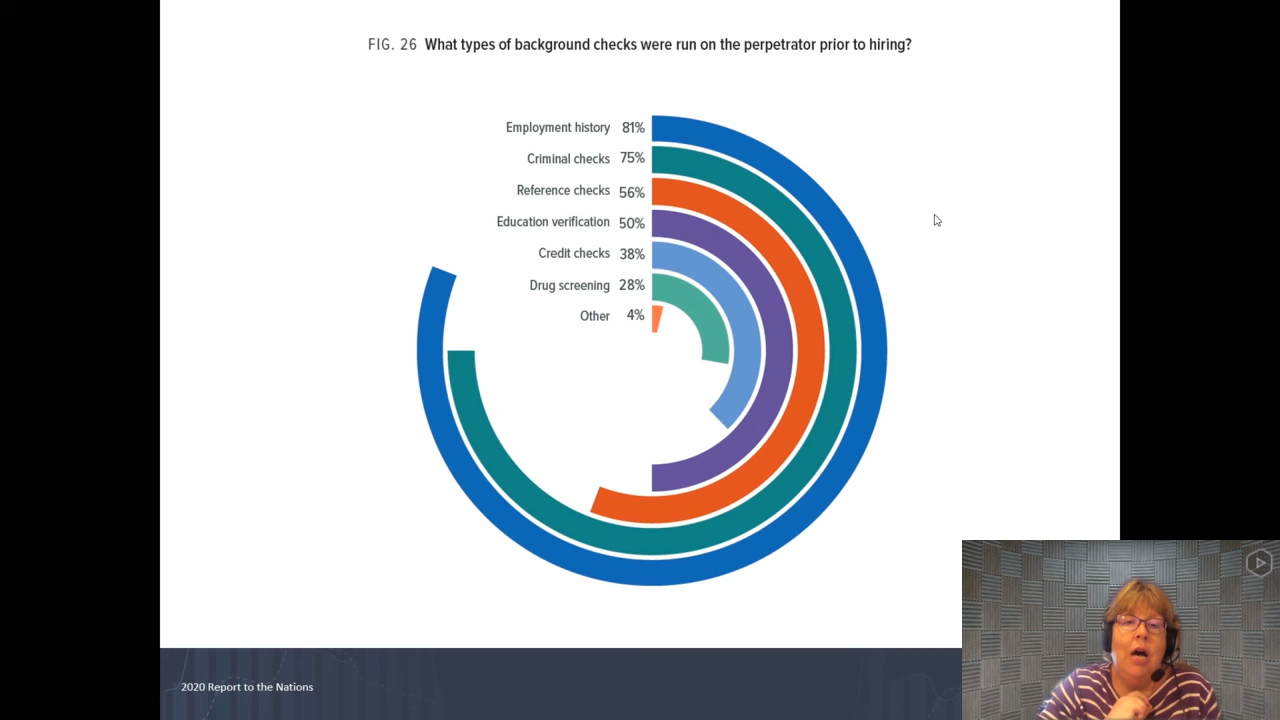 FIG. 26 What types of background checks were run on the perpetrator prior to hiring?
Employment history 81%
Criminal checks 75%
Reference checks 56%
Education verification 50%
Credit checks 38%
Drug screening 28%
Other 4%
2020 Report to the Nations